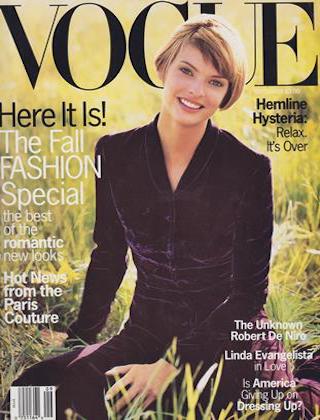 VOGUE
Here It Is!
The Fall
FASHION
Special
the best
of the
romantic
new looks
Hot News
from the
Paris
Couture
Hemline
Hysteria:
Relax.
It's Over
The Unknown
Robert De Niro
Linda Evangelista
in Love
Is America
Giving Up on
Dressing Up?